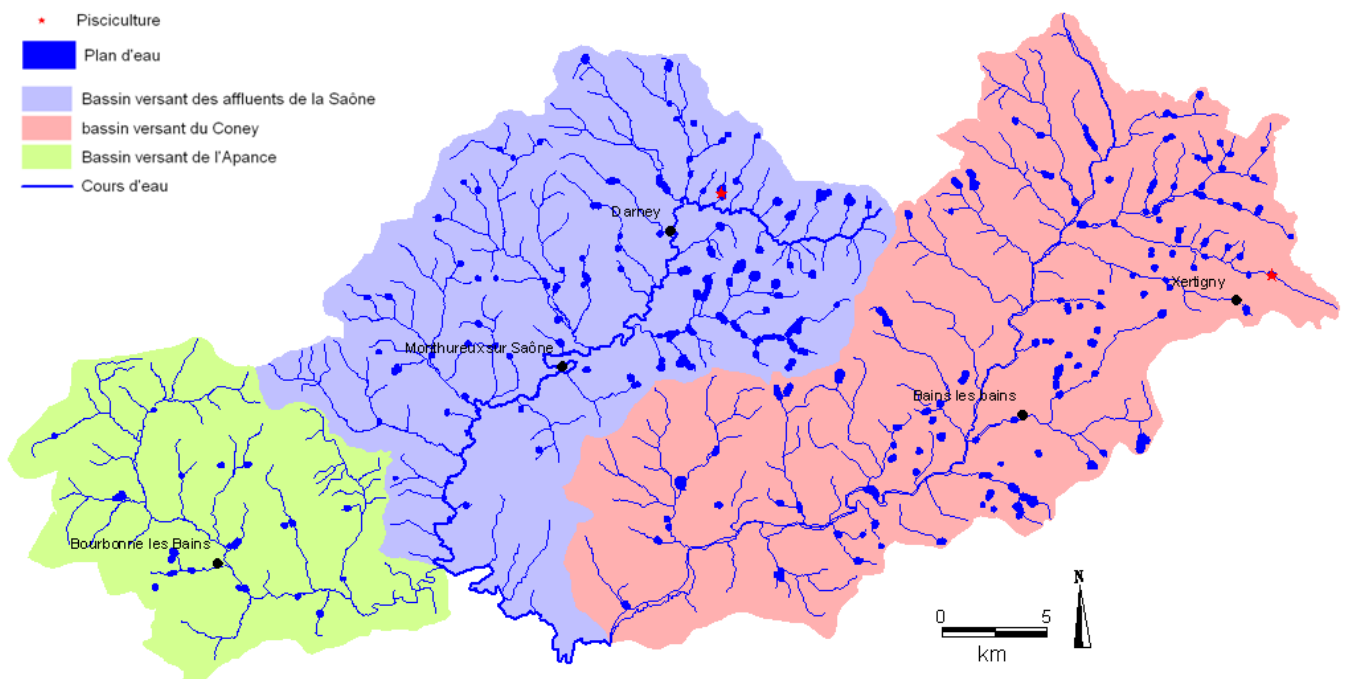 Pisciculture
Plan d'eau
Bassin versant des affluents de la Saône
bassin versant du Coney
Bassin versant de l'Apance
Cours d'eau
Darney
Xertigny
Monthureux sur Saône
Bains les bains
Bourbonne les Bains
N
0 5
km